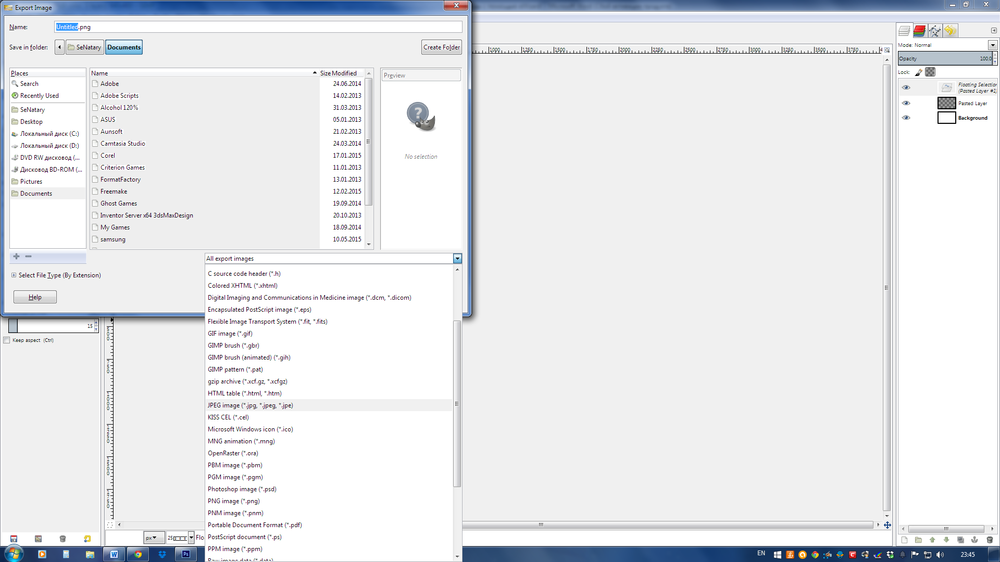 Export Image
Name:
Untitled.png
Save in folder:
SeNatary
Documents
Create Folder
Places
Search
Recently Used
SeNatary
Desktop
Локальный диск (C:)
Локальный диск (D:)
DVD RW дисковод (...
Дисковод BD-ROM (...
Pictures
Documents
Name
Size
Modified
Adobe
24.06.2014
Adobe Scripts
14.02.2013
Alcohol 120%
31.03.2013
ASUS
05.01.2013
Aunsoft
21.02.2013
Camtasia Studio
24.03.2014
Corel
17.01.2015
Criterion Games
11.01.2013
FormatFactory
13.01.2013
Freemake
12.02.2015
Ghost Games
19.09.2014
Inventor Server x64 3dsMaxDesign
20.10.2013
My Games
18.09.2014
samsung
10.05.2015
Preview
No selection
Select File Type (By Extension)
Help
All export images
C source code header (*.h)
Colored XHTML (*.xhtml)
Digital Imaging and Communications in Medicine image (*.dcm, *.dicom)
Encapsulated PostScript image (*.eps)
Flexible Image Transport System (*.fit, *.fits)
GIF image (*.gif)
GIMP brush (*.gbr)
GIMP brush (animated) (*.gih)
GIMP pattern (*.pat)
gzip archive (*.xcf.gz, *.xcfgz)
HTML table (*.html, *.htm)
JPEG image (*.jpg, *.jpeg, *.jpe)
KISS CEL (*.cel)
Microsoft Windows icon (*.ico)
MNG animation (*.mng)
OpenRaster (*.ora)
PBM image (*.pbm)
PGM image (*.pgm)
Photoshop image (*.psd)
PNG image (*.png)
PNM image (*.pnm)
Portable Document Format (*.pdf)
PostScript document (*.ps)
PPM image (*.ppm)
Raw image data (*.data)
15
Keep aspect (Ctrl)
1000
1250
1500
1750
2000
2250
2500
2750
3000
3250
3500
3750
4
500
750
1000
1250
1500
1750
px
25
Flo
Mode: Normal
Opacity
100,0
Lock:
Floating Selection
(Pasted Layer #1)
Pasted Layer
Background
EN
23:45